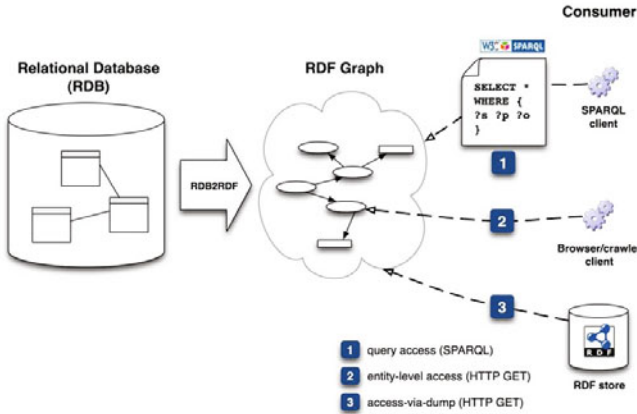 Consumer
Relational Database
(RDB)
RDF Graph
W3C SPARQL
SELECT *
WHERE {
?s ?p ?o
}
SPARQL
client
1
RDB2RDF
2
Browser/crawle
client
3
RDF
RDF store
1 query access (SPARQL)
2 entity-level access (HTTP GET)
3 access-via-dump (HTTP GET)